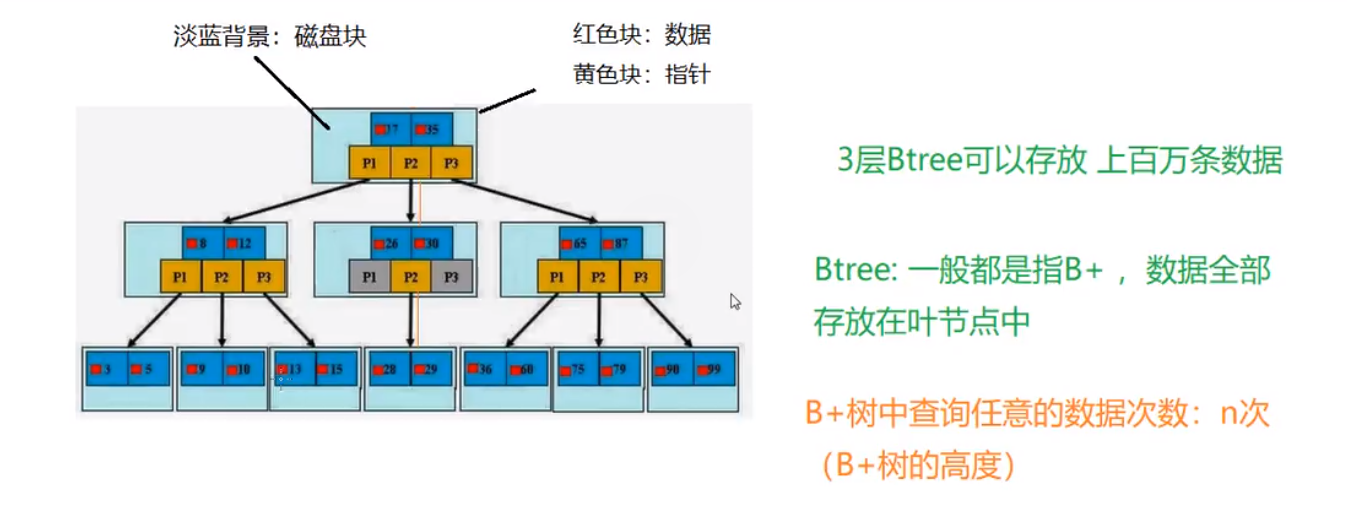 淡蓝背景：磁盘块
红色块：数据
黄色块：指针
17 35
P1 P2 P3
8 12
26 30
65 87
P1 P2 P3
P1 P2 P3
P1 P2 P3
3 5
9 10
13 15
28 29
36 60
75 79
90 99
3层Btree可以存放 上百万条数据
Btree: 一般都是指B+ ，数据全部
存放在叶节点中
B+树中查询任意的数据次数：n次
（B+树的高度）